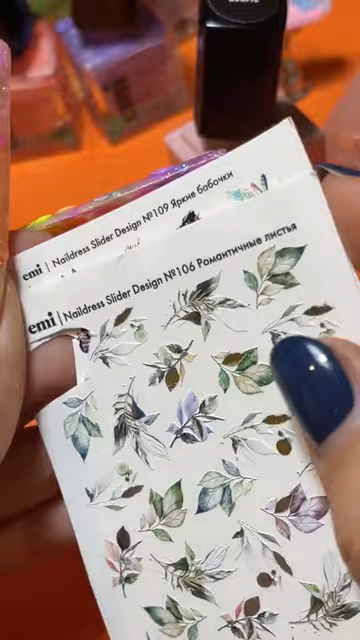 emi | Naildress Slider Design №109 Яркие бабочки
emi | Naildress Slider Design №106 Романтичные листья